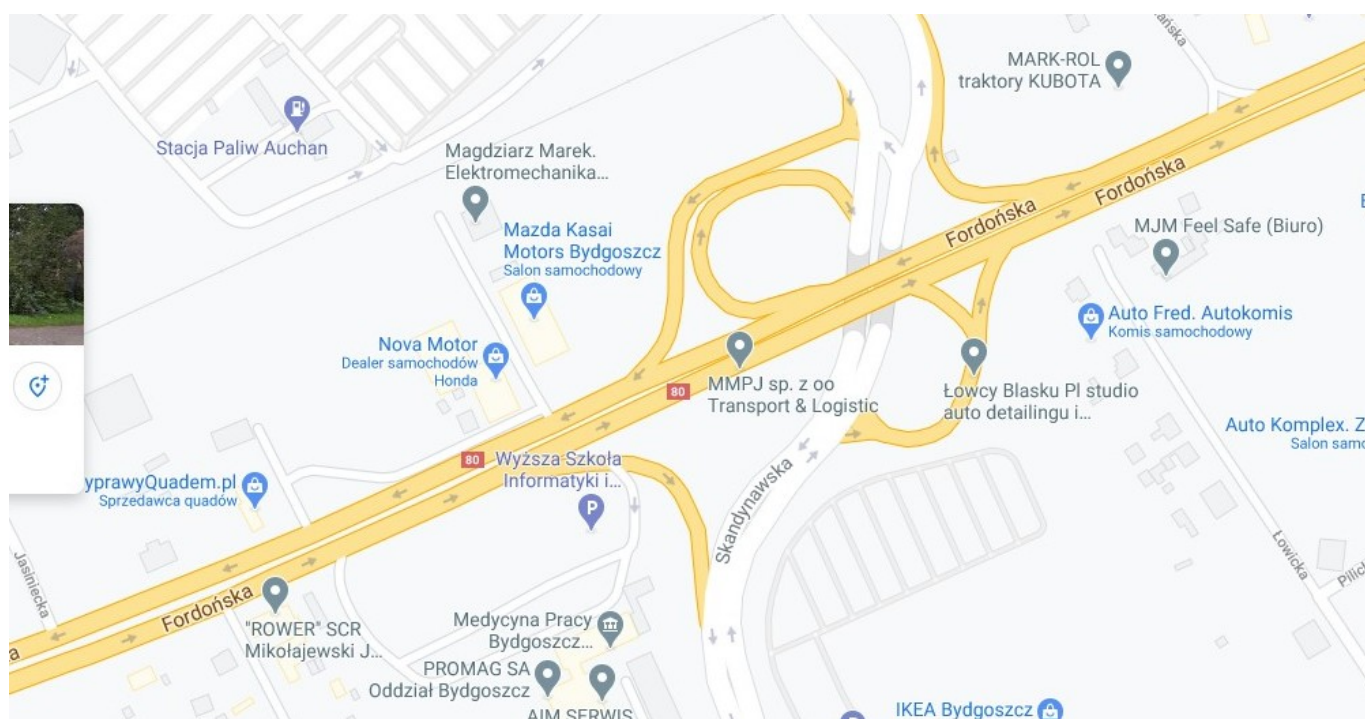 MARK-ROL
traktory KUBOTA
Stacja Paliw Auchan
Magdziarz Marek.
Elektromechanika...
Fordońska
Fordońska
MJM Feel Safe (Biuro)
Mazda Kasai
Motors Bydgoszcz
Salon samochodowy
Auto Fred. Autokomis
Komis samochodowy
Nova Motor
Dealer samochodów
Honda
80
MMPJ sp. z oo
Transport & Logistic
Łowcy Blasku Pl studio
auto detailingu i...
Auto Komplex. Z
Salon samo
80
Wyższa Szkoła
Informatyki i...
P
yprawyQuadem.pl
Sprzedawca quadów
Skandynawska
Łowicka
Jasiniecka
Pilic
Fordońska
"ROWER" SCR
Mikołajewski J...
Medycyna Pracy
Bydgoszcz...
PROMAG SA
Oddział Bydgoszcz
AIM SERWIS
IKEA Bydgoszcz